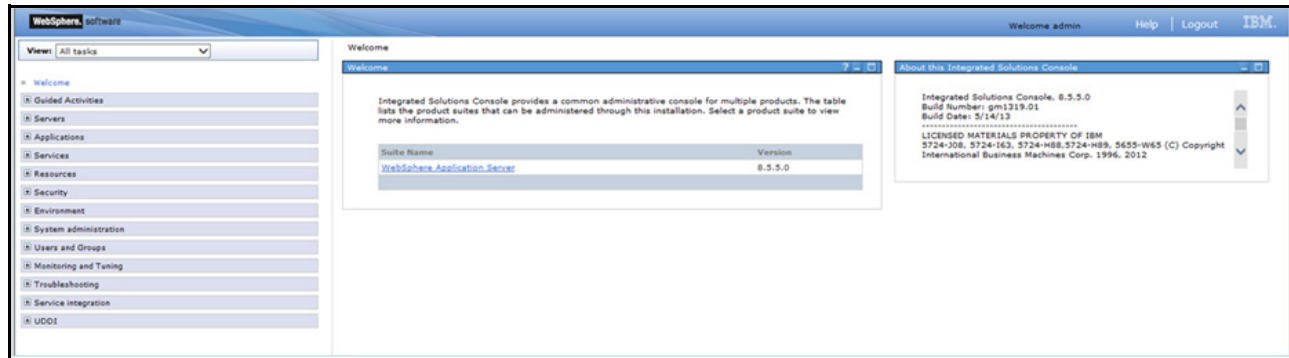 WebSphere. software
Welcome admin Help | Logout IBM.
View: All tasks
Welcome
Guided Activities
Servers
Applications
Services
Resources
Security
Environment
System administration
Users and Groups
Monitoring and Tuning
Troubleshooting
Service integration
UDDI
Welcome
Welcome
Integrated Solutions Console provides a common administrative console for multiple products. The table
lists the product suites that can be administered through this installation. Select a product suite to view
more information.
Suite Name Version
WebSphere Application Server 8.5.5.0
About this Integrated Solutions Console
Integrated Solutions Console, 8.5.5.0
Build Number: gm1319.01
Build Date: 5/14/13
----------------------------------------
LICENSED MATERIALS PROPERTY OF IBM
5724-J08, 5724-I63, 5724-H88,5724-H89, 5655-W65 (C) Copyright
International Business Machines Corp. 1996, 2012